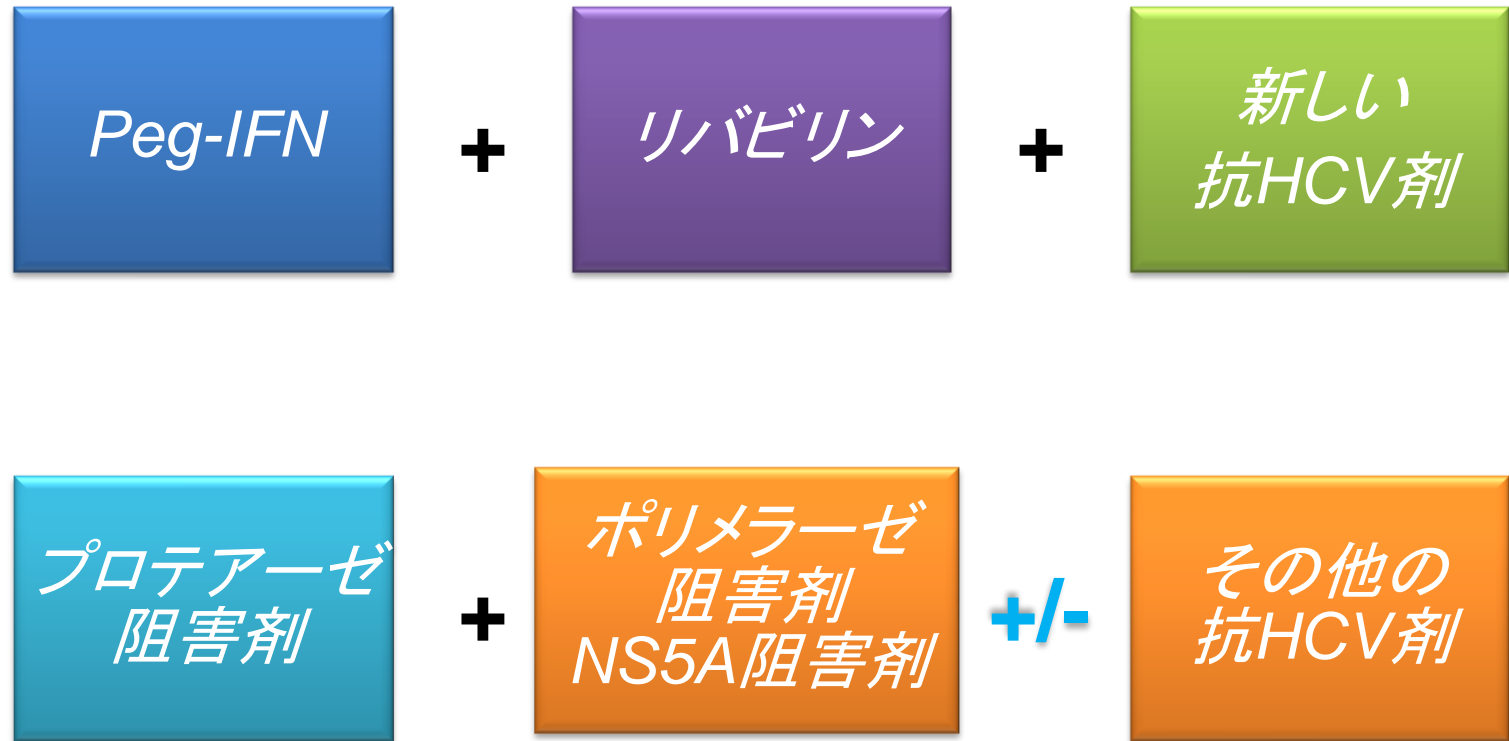 Peg-IFN
+
リバビリン
+
新しい
抗HCV剤
プロテアーゼ
阻害剤
+
ポリメラーゼ
阻害剤
NS5A阻害剤
+/-
その他の
抗HCV剤